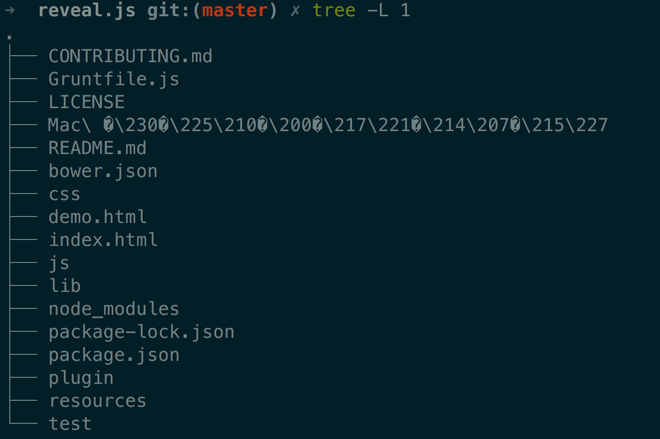 ➜  reveal.js git:(master) ✗ tree -L 1
.
├── CONTRIBUTING.md
├── Gruntfile.js
├── LICENSE
├── Mac\ �\230�\225\210�\200�\217\221�\214\207�\215\227
├── README.md
├── bower.json
├── css
├── demo.html
├── index.html
├── js
├── lib
├── node_modules
├── package-lock.json
├── package.json
├── plugin
├── resources
└── test